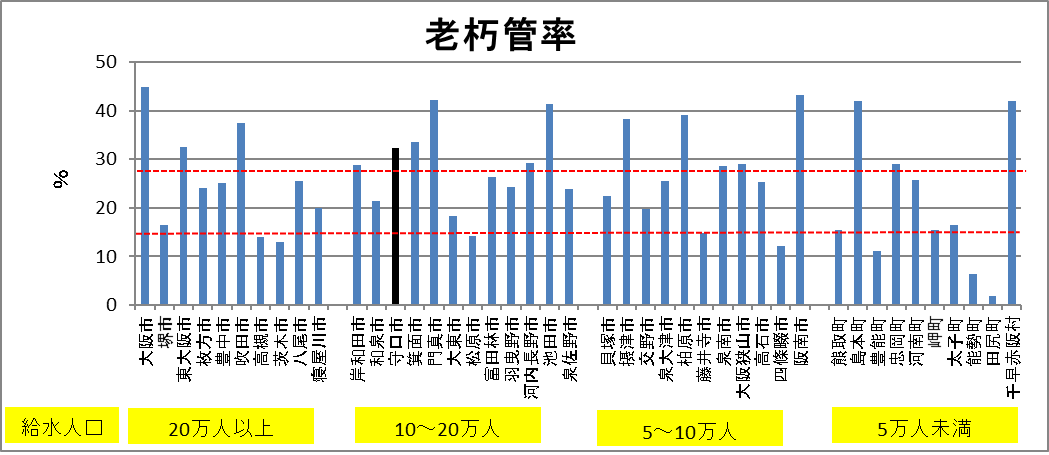 老朽管率
%
50
40
30
20
10
0
大阪市
堺市
東大阪市
枚方市
豊中市
吹田市
高槻市
茨木市
八尾市
寝屋川市
岸和田市
和泉市
守口市
箕面市
門真市
大東市
松原市
富田林市
羽曳野市
河内長野市
池田市
泉佐野市
貝塚市
摂津市
交野市
泉大津市
柏原市
藤井寺市
泉南市
大阪狭山市
高石市
四條畷市
阪南市
熊取町
島本町
豊能町
忠岡町
河南町
岬町
太子町
能勢町
田尻町
千早赤阪村
給水人口
20万人以上
10～20万人
5～10万人
5万人未満